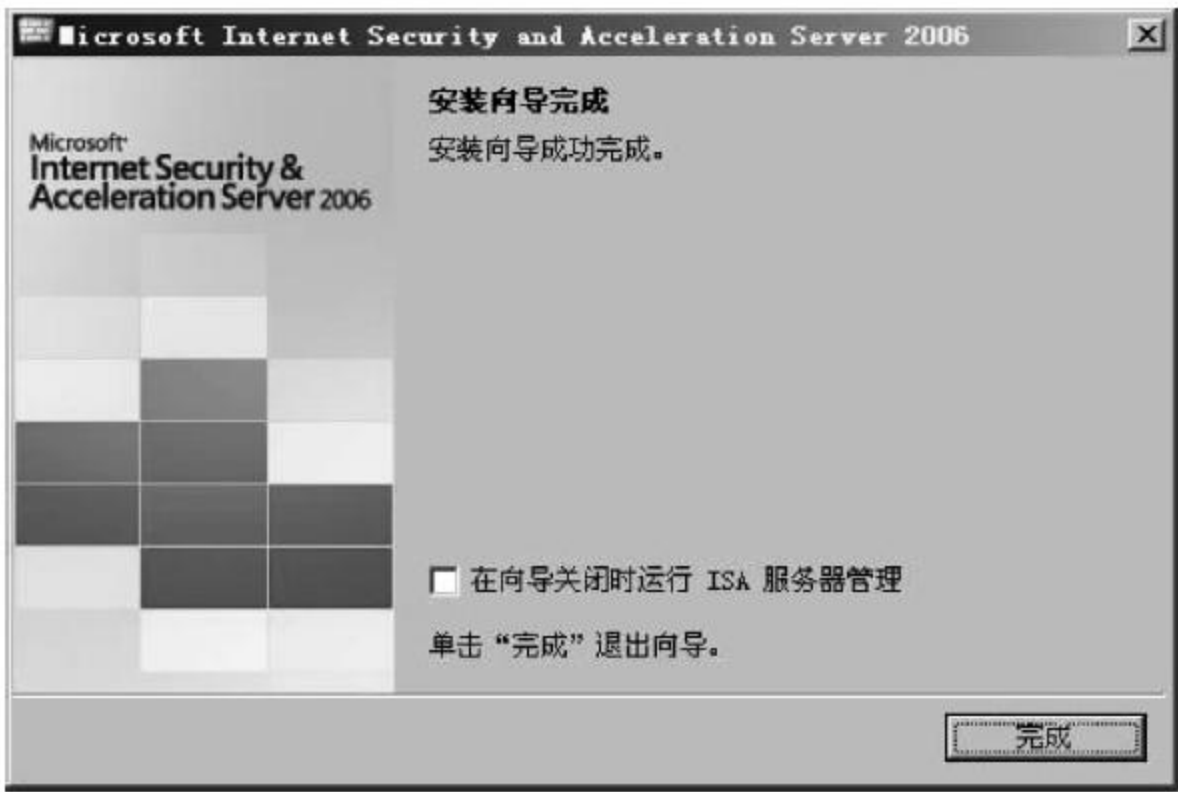 Microsoft Internet Security and Acceleration Server 2006
安装向导完成
安装向导成功完成。
Microsoft
Internet Security &
Acceleration Server 2006
在向导关闭时运行 ISA 服务器管理
单击“完成”退出向导。
完成